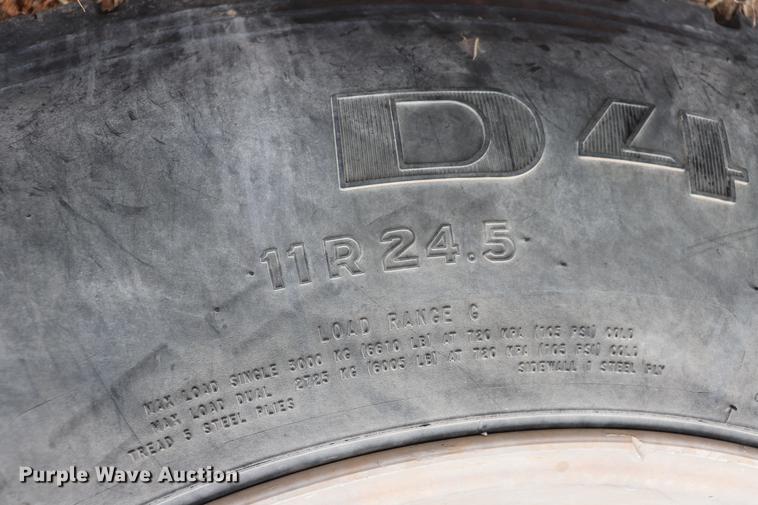 D4
11R24.5
LOAD RANGE G
MAX LOAD SINGLE 3000 KG (6610 LB) AT 720 KPA (105 PSI) COLD
MAX LOAD DUAL 2725 KG (6005 LB) AT 720 KPA (105 PSI) COLD
TREAD 5 STEEL PLIES SIDEWALL 1 STEEL PLY
Purple Wave Auction